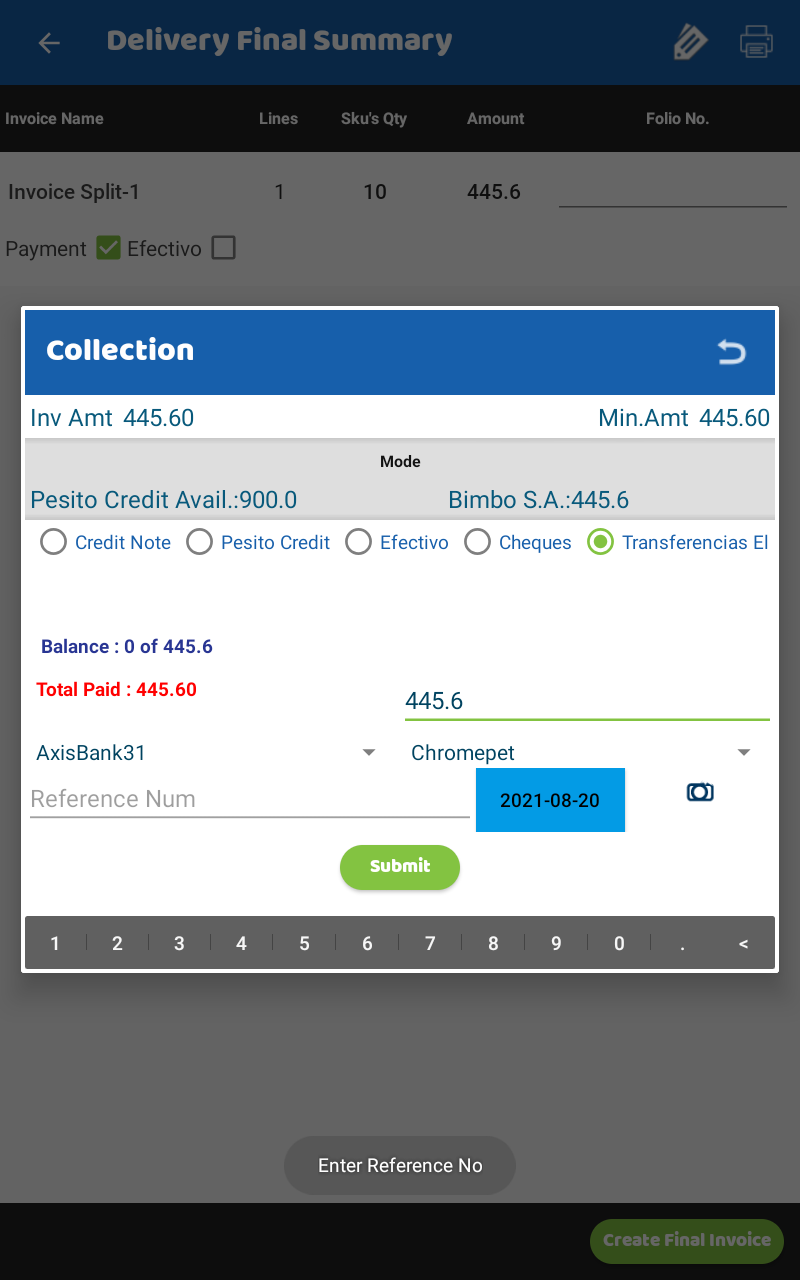 Delivery Final Summary
Invoice Name Lines Sku's Qty Amount Folio No.
Invoice Split-1 1 10 445.6
Payment Efectivo
Collection
Inv Amt 445.60 Min.Amt 445.60
Mode
Pesito Credit Avail.:900.0 Bimbo S.A.:445.6
Credit Note Pesito Credit Efectivo Cheques Transferencias El
Balance : 0 of 445.6
Total Paid : 445.60
445.6
AxisBank31 Chromepet
Reference Num 2021-08-20
Submit
1 2 3 4 5 6 7 8 9 0 . <
Enter Reference No
Create Final Invoice